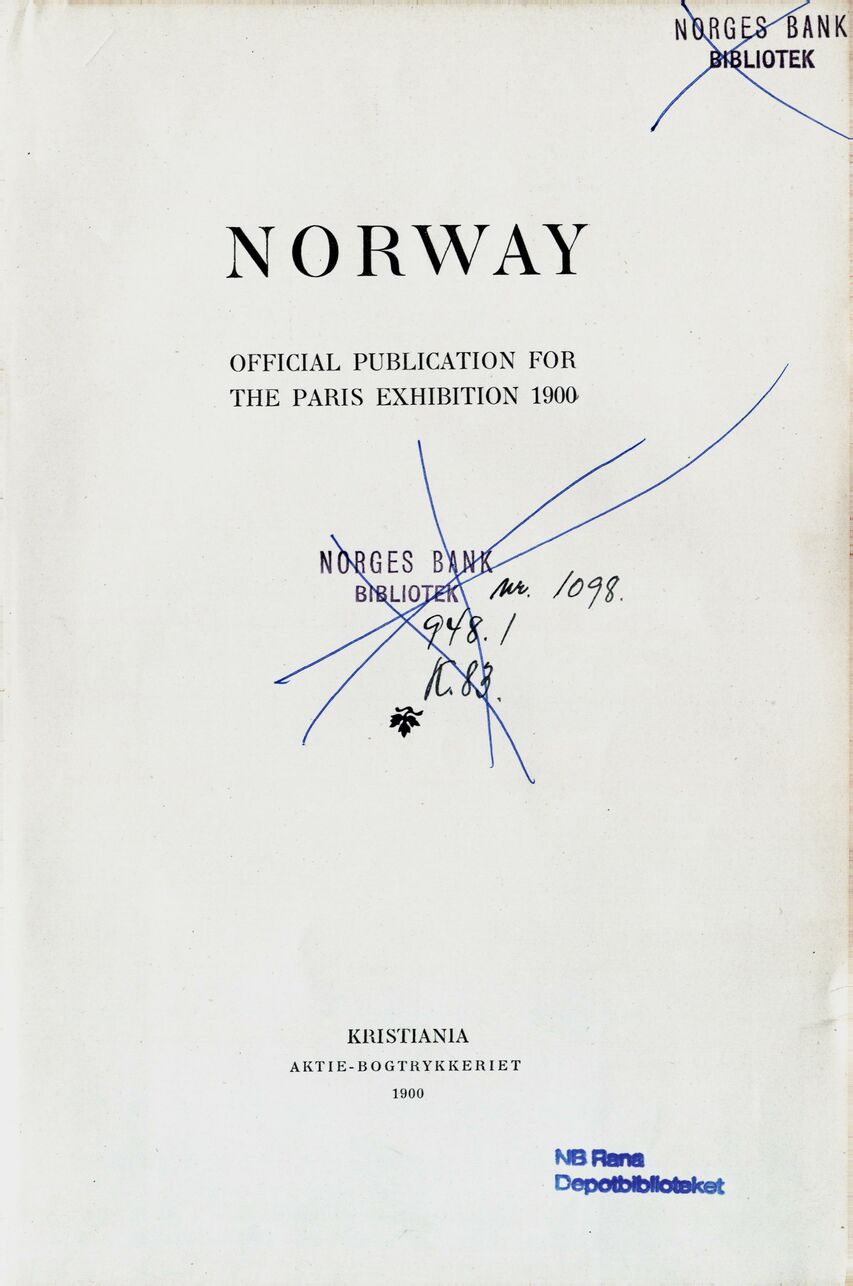 NORGES BANK
BIBLIOTEK
NORWAY
OFFICIAL PUBLICATION FOR
THE PARIS EXHIBITION 1900
NORGES BANK
BIBLIOTEK nr. 1098.
948.1
K.83.
KRISTIANIA
AKTIE-BOGTRYKKERIET
1900
NB Rana
Depotbiblioteket